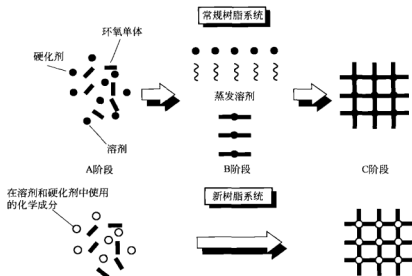 常规树脂系统
环氧单体
硬化剂
蒸发溶剂
溶剂
A阶段
B阶段
C阶段
在溶剂和硬化剂中使用
的化学成分
新树脂系统